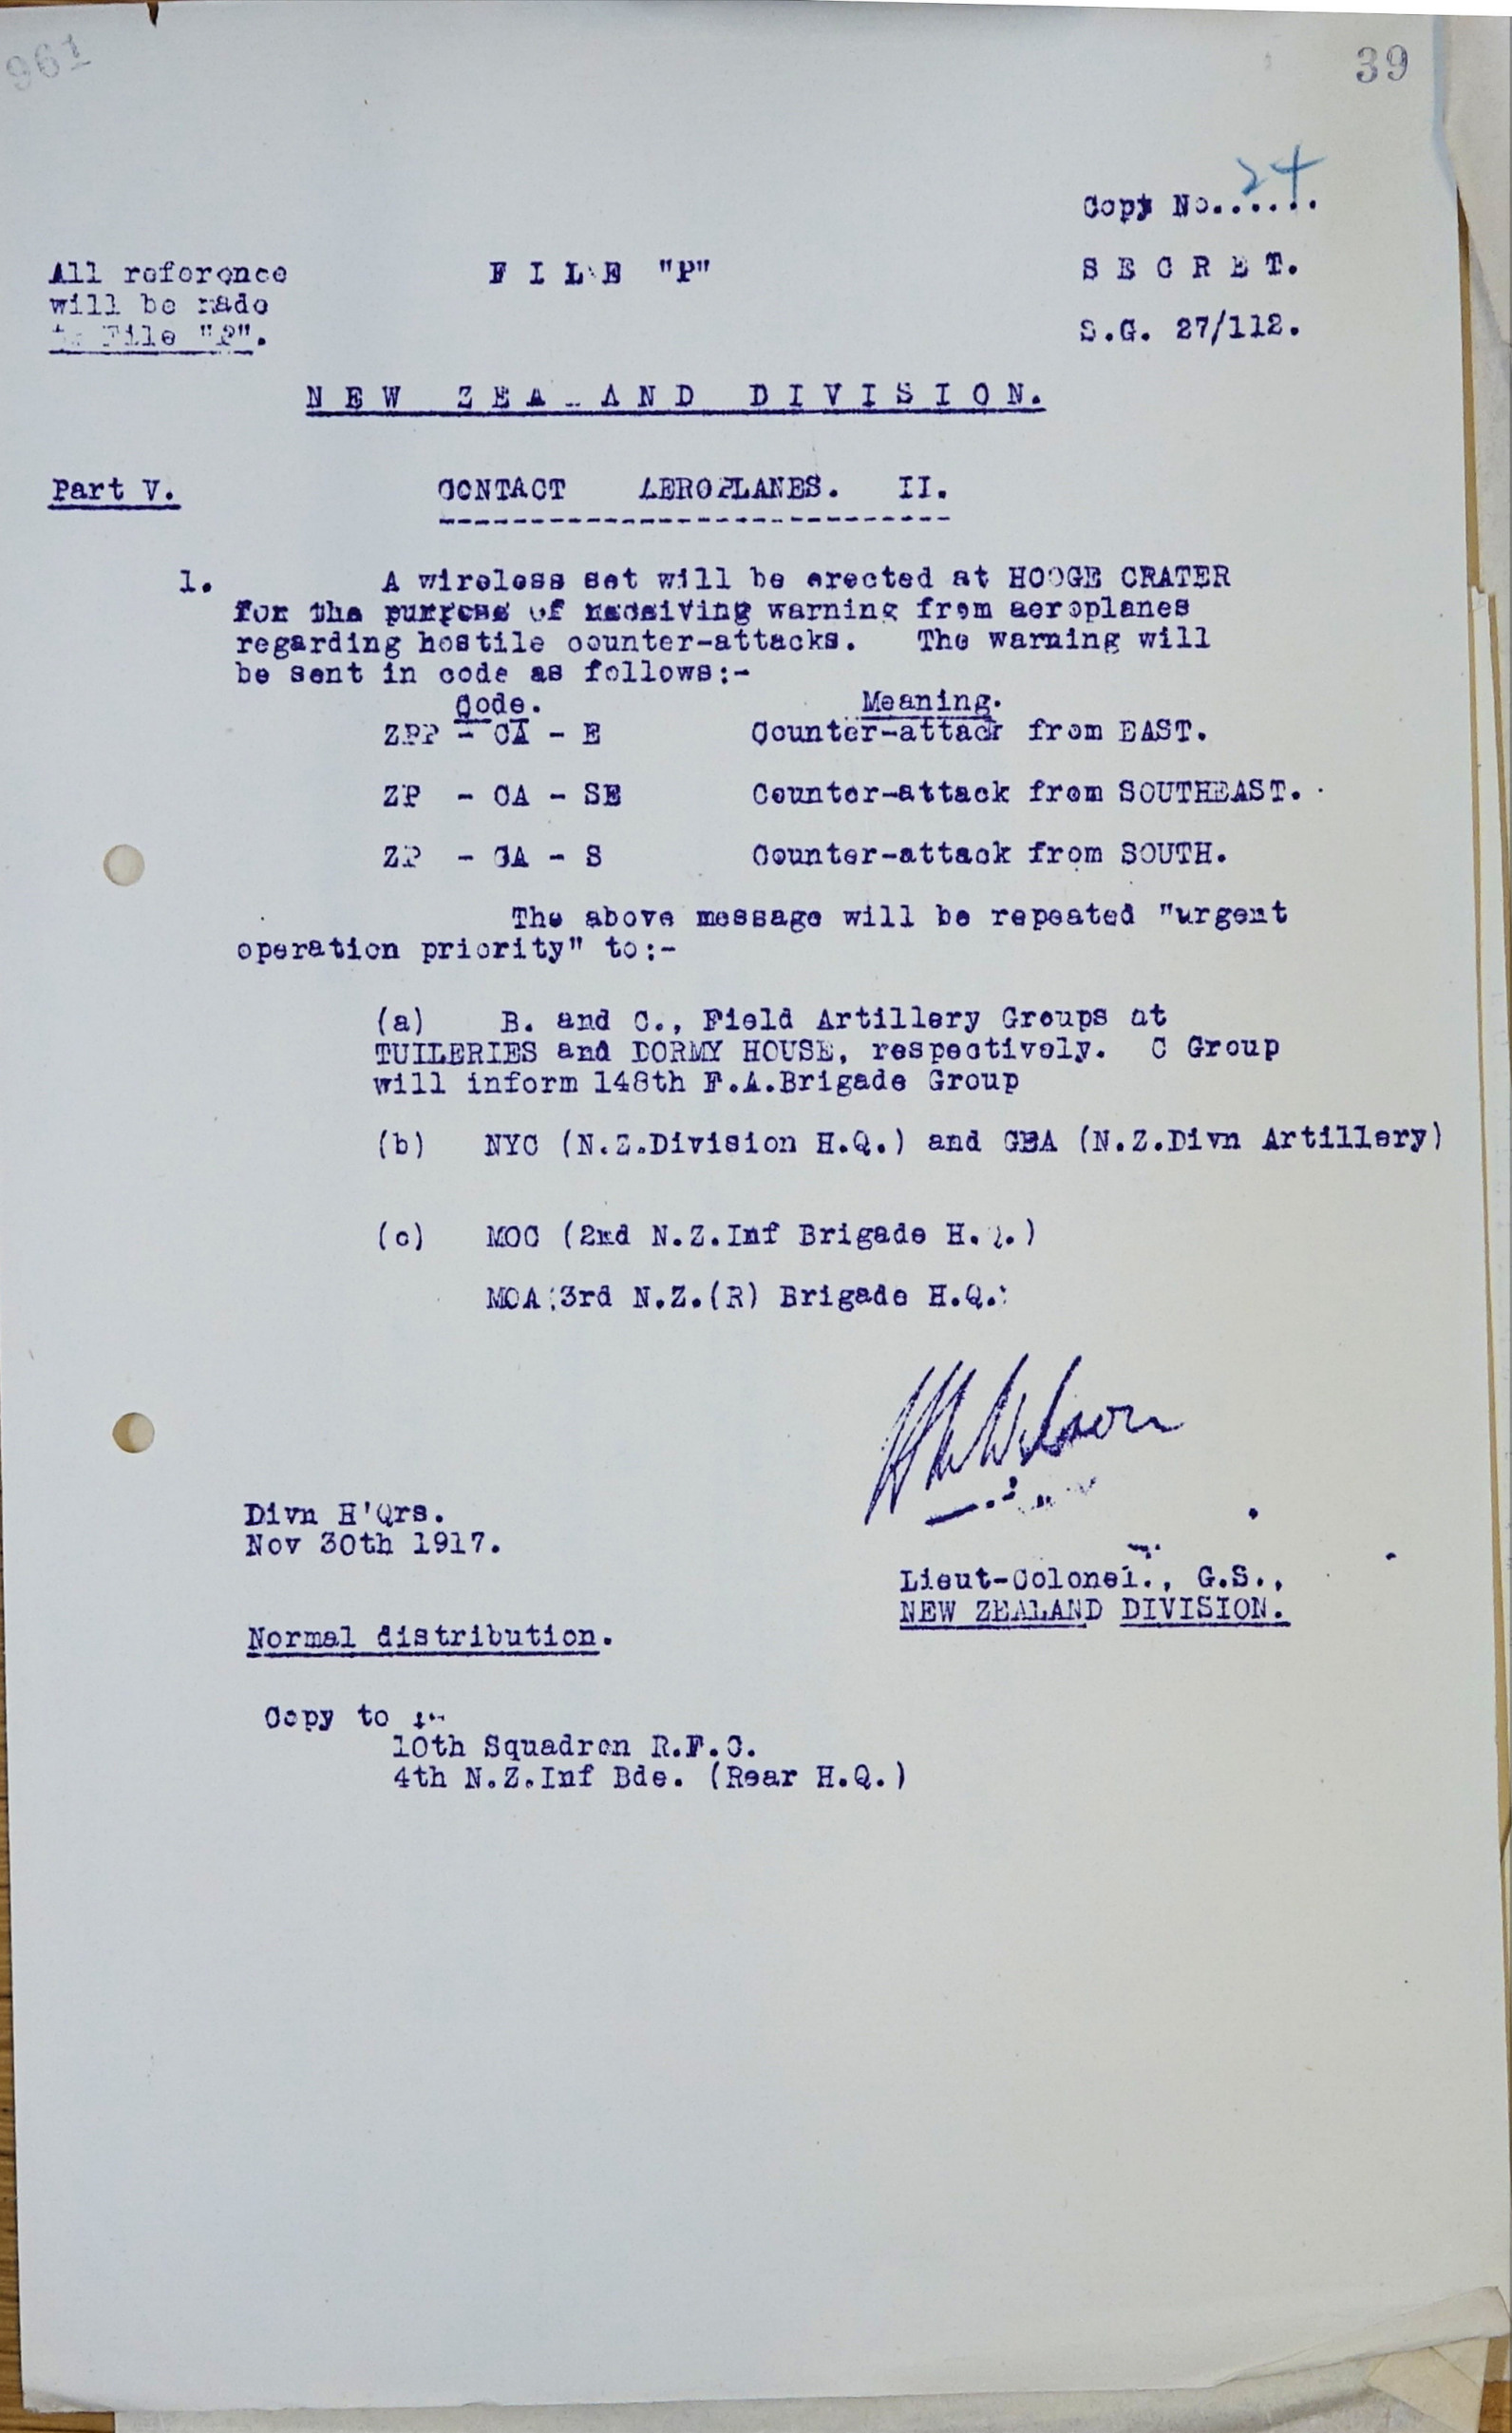 961
39
Copy No......
24
All reference
will be made
to File "P".
F I L E "P"
S E C R E T.
S.G. 27/112.
N E W Z E A L A N D D I V I S I O N.
Part V.
CONTACT AEROPLANES. II.
1. A wireless set will be erected at HOOGE CRATER
for the purpose of receiving warning from aeroplanes
regarding hostile counter-attacks. The warning will
be sent in code as follows:-
Code. Meaning.
ZPP - CA - E Counter-attack from EAST.
ZP - CA - SE Counter-attack from SOUTHEAST.
ZP - CA - S Counter-attack from SOUTH.
The above message will be repeated "urgent
operation priority" to:-
(a) B. and C., Field Artillery Groups at
TUILERIES and DORMY HOUSE, respectively. C Group
will inform 148th F.A.Brigade Group
(b) NYC (N.Z.Division H.Q.) and GBA (N.Z.Divn Artillery)
(c) MOC (2nd N.Z.Inf Brigade H.Q.)
MOA (3rd N.Z.(R) Brigade H.Q.)
Divn H'Qrs.
Nov 30th 1917.
Lieut-Colonel., G.S.,
NEW ZEALAND DIVISION.
Normal distribution.
Copy to :-
10th Squadron R.F.C.
4th N.Z.Inf Bde. (Rear H.Q.)